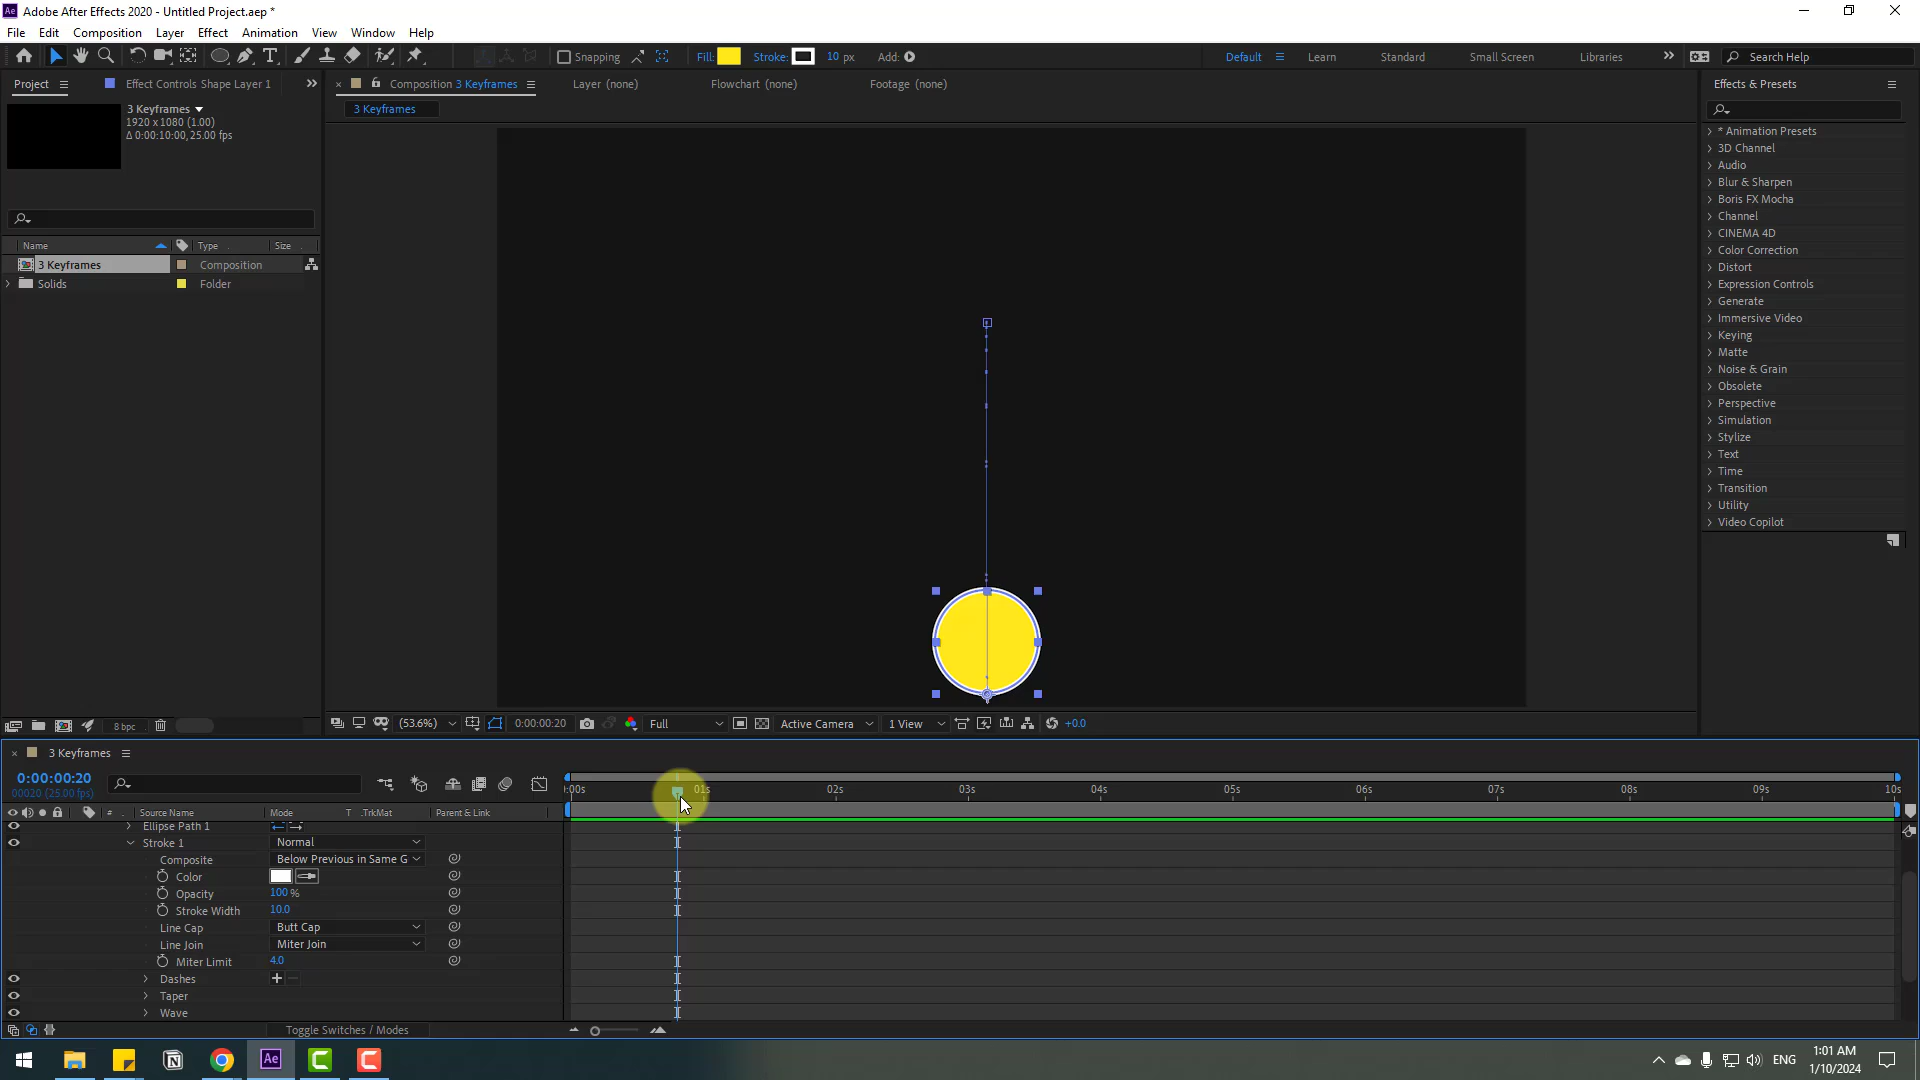 Adobe After Effects 2020 - Untitled Project.aep *
File Edit Composition Layer Effect Animation View Window Help
Snapping Fill: Stroke: 10 px Add: Default Learn Standard Small Screen Libraries Search Help
Project Effect Controls Shape Layer 1 Composition 3 Keyframes Layer (none) Flowchart (none) Footage (none) Effects & Presets
3 Keyframes
1920 x 1080 (1.00)
Δ 0:00:10:00, 25.00 fps
3 Keyframes
* Animation Presets
3D Channel
Audio
Blur & Sharpen
Boris FX Mocha
Channel
CINEMA 4D
Color Correction
Distort
Expression Controls
Generate
Immersive Video
Keying
Matte
Noise & Grain
Obsolete
Perspective
Simulation
Stylize
Text
Time
Transition
Utility
Video Copilot
Name Type Size
3 Keyframes Composition
Solids Folder
8 bpc (53.6%) 0:00:00:20 Full Active Camera 1 View +0.0
3 Keyframes
0:00:00:20
00020 (25.00 fps)
:00s 01s 02s 03s 04s 05s 06s 07s 08s 09s 10s
# Source Name Mode T .TrkMat Parent & Link
Ellipse Path 1
Stroke 1 Normal
Composite Below Previous in Same G
Color
Opacity 100 %
Stroke Width 10.0
Line Cap Butt Cap
Line Join Miter Join
Miter Limit 4.0
Dashes
Taper
Wave
Toggle Switches / Modes
Ae ENG 1:01 AM
1/10/2024